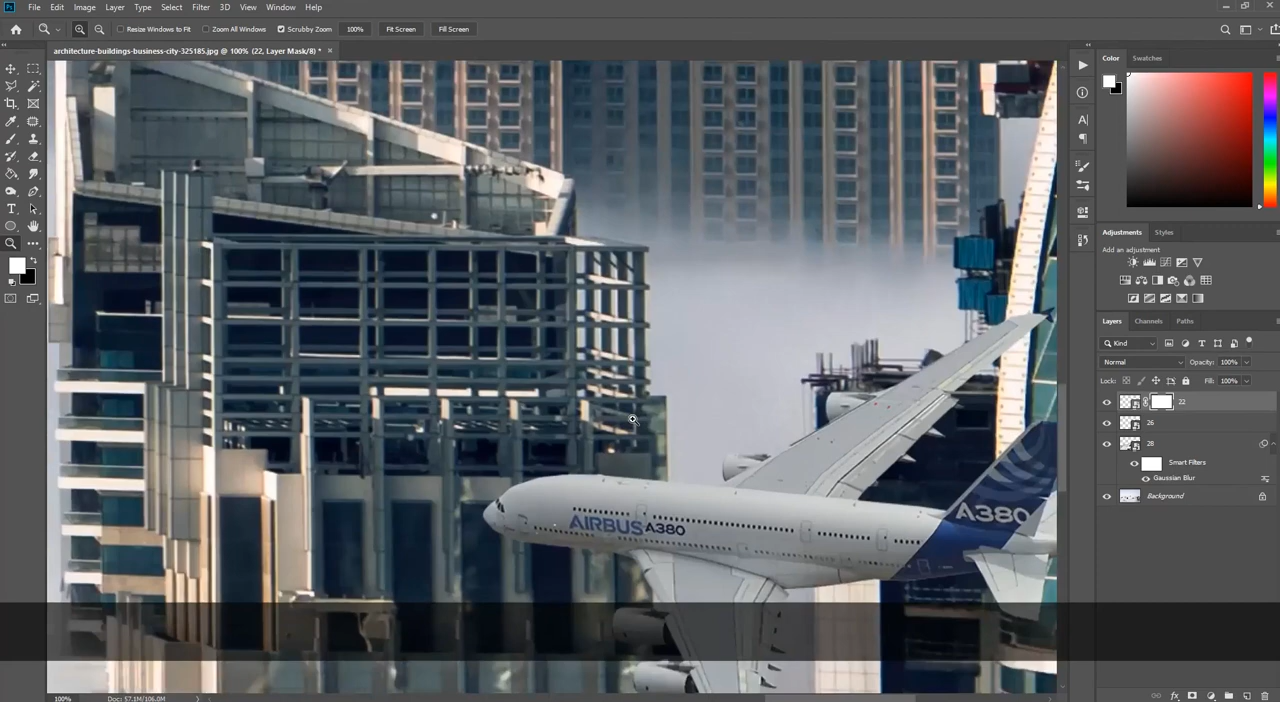 Ps File Edit Image Layer Type Select Filter 3D View Window Help
Resize Windows to Fit Zoom All Windows Scrubby Zoom 100% Fit Screen Fill Screen
architecture-buildings-business-city-325185.jpg @ 100% (22, Layer Mask/8) * ×
Color Swatches
Adjustments Styles
Add an adjustment
Layers Channels Paths
Kind
Normal Opacity: 100%
Lock: Fill: 100%
22
26
28
Smart Filters
Gaussian Blur
Background
AIRBUS A380
A380
100% Doc: 57.1M/106.0M